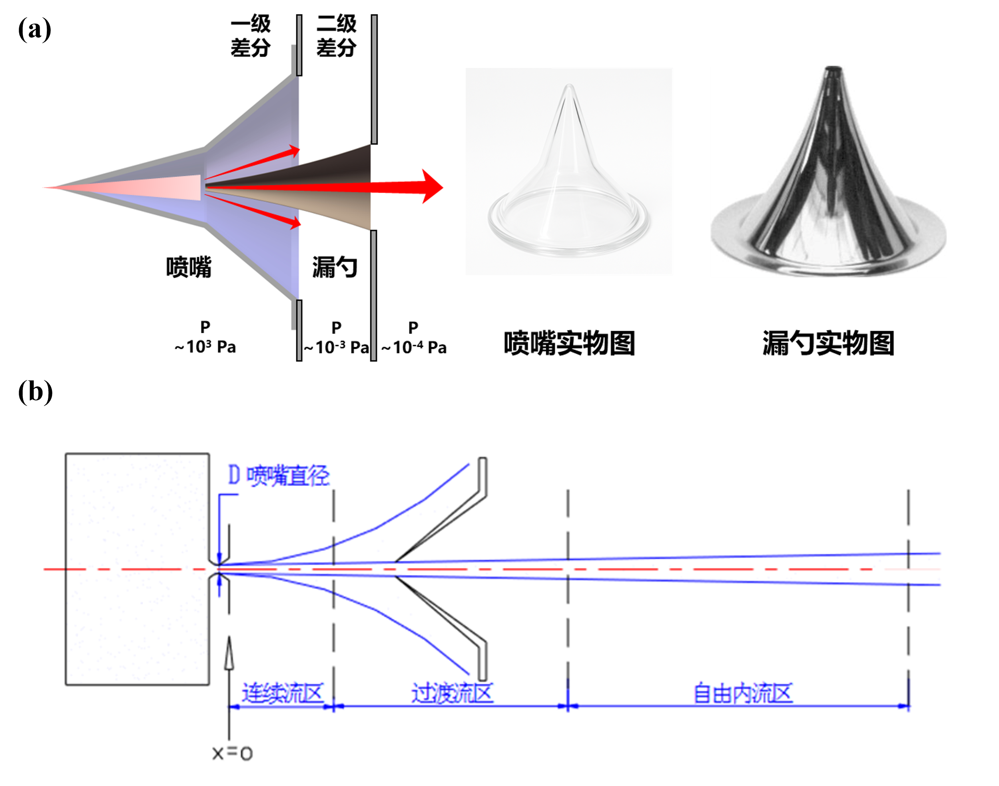 (a)
一级
差分
二级
差分
喷嘴
漏勺
P
~10³ Pa
P
~10⁻³ Pa
P
~10⁻⁴ Pa
喷嘴实物图
漏勺实物图
(b)
D 喷嘴直径
连续流区
过渡流区
自由内流区
x=0